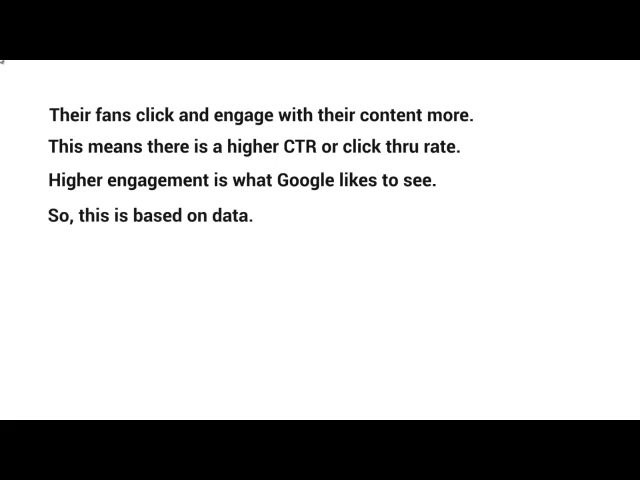 Their fans click and engage with their content more.
This means there is a higher CTR or click thru rate.
Higher engagement is what Google likes to see.
So, this is based on data.